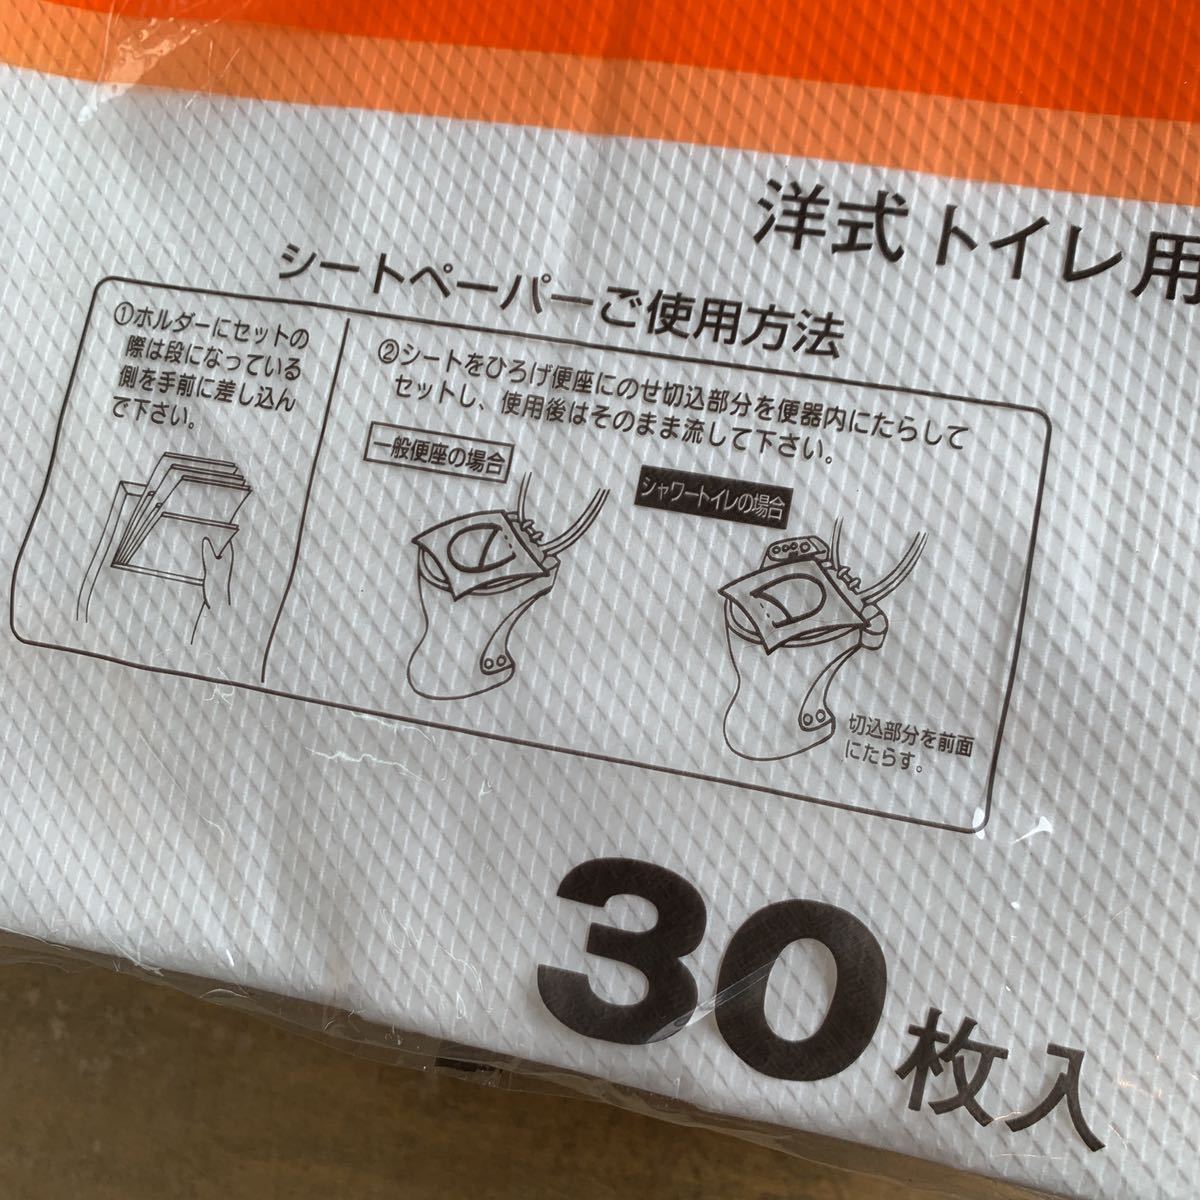 洋式トイレ用
シートペーパーご使用方法
①ホルダーにセットの
際は段になっている
側を手前に差し込ん
で下さい。
②シートをひろげ便座にのせ切込部分を便器内にたらして
セットし、使用後はそのまま流して下さい。
一般便座の場合
シャワートイレの場合
切込部分を前面
にたらす。
30枚入